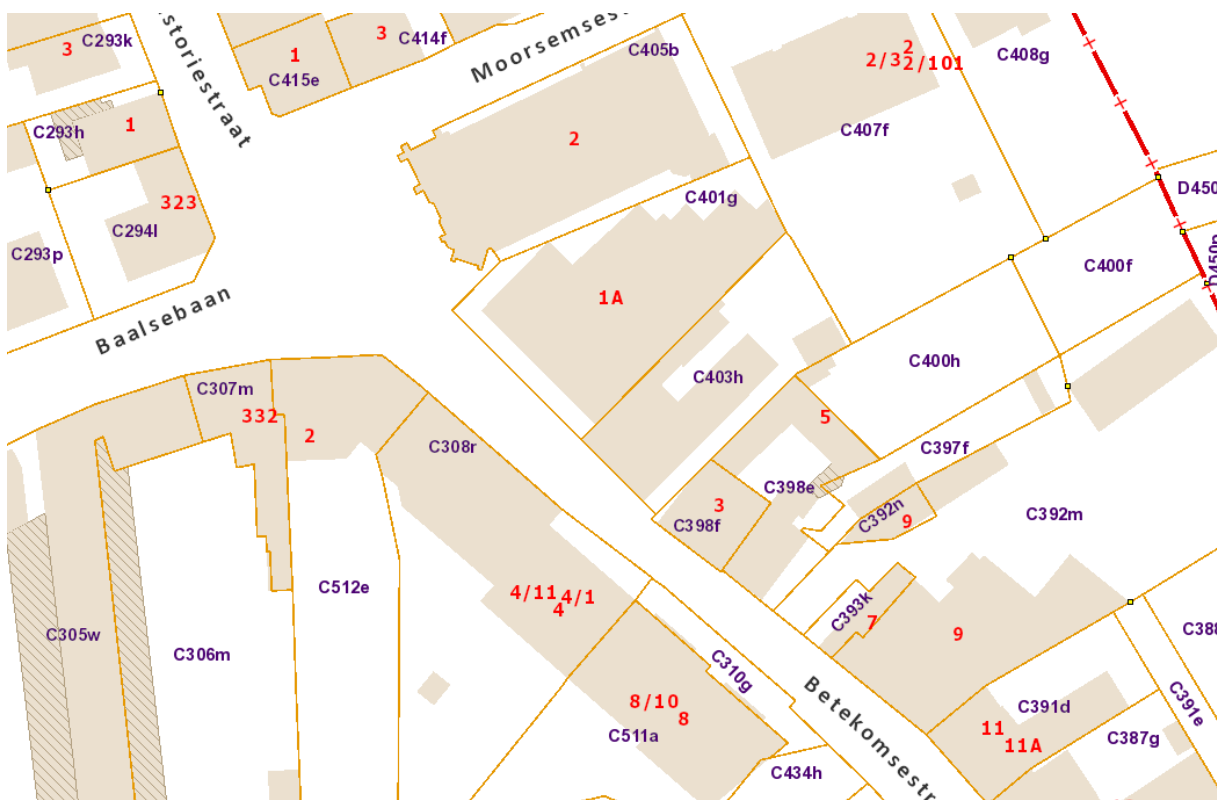 C293k
3
storiestraat
1
C415e
3
C414f
Moorsemsest
C405b
2
2/3
2/101
C408g
C407f
C293h
1
2
323
C294l
C293p
C401g
D450
D450p
C400f
1A
Baalsebaan
C400h
C403h
C307m
332
2
C308r
5
C397f
C398e
3
C398f
C392n
9
C392m
C512e
4/11
4/1
4
C393k
7
9
C305w
C306m
C388
C310g
Betekomsestr
8/10
8
C511a
C391d
C391e
11
11A
C387g
C434h